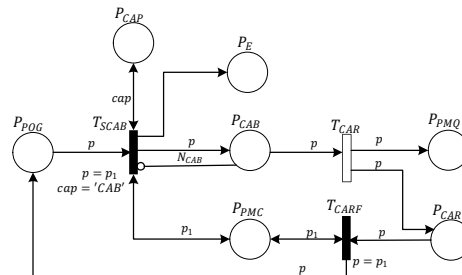 P_CAP
P_E
cap
T_SCAB
P_CAB
T_CAR
P_PMQ
P_POG
p
p
p
p
N_CAB
p = p_1
cap = 'CAB'
p
T_CARF
P_CAR
P_PMC
p_1
p_1
p
p
p = p_1